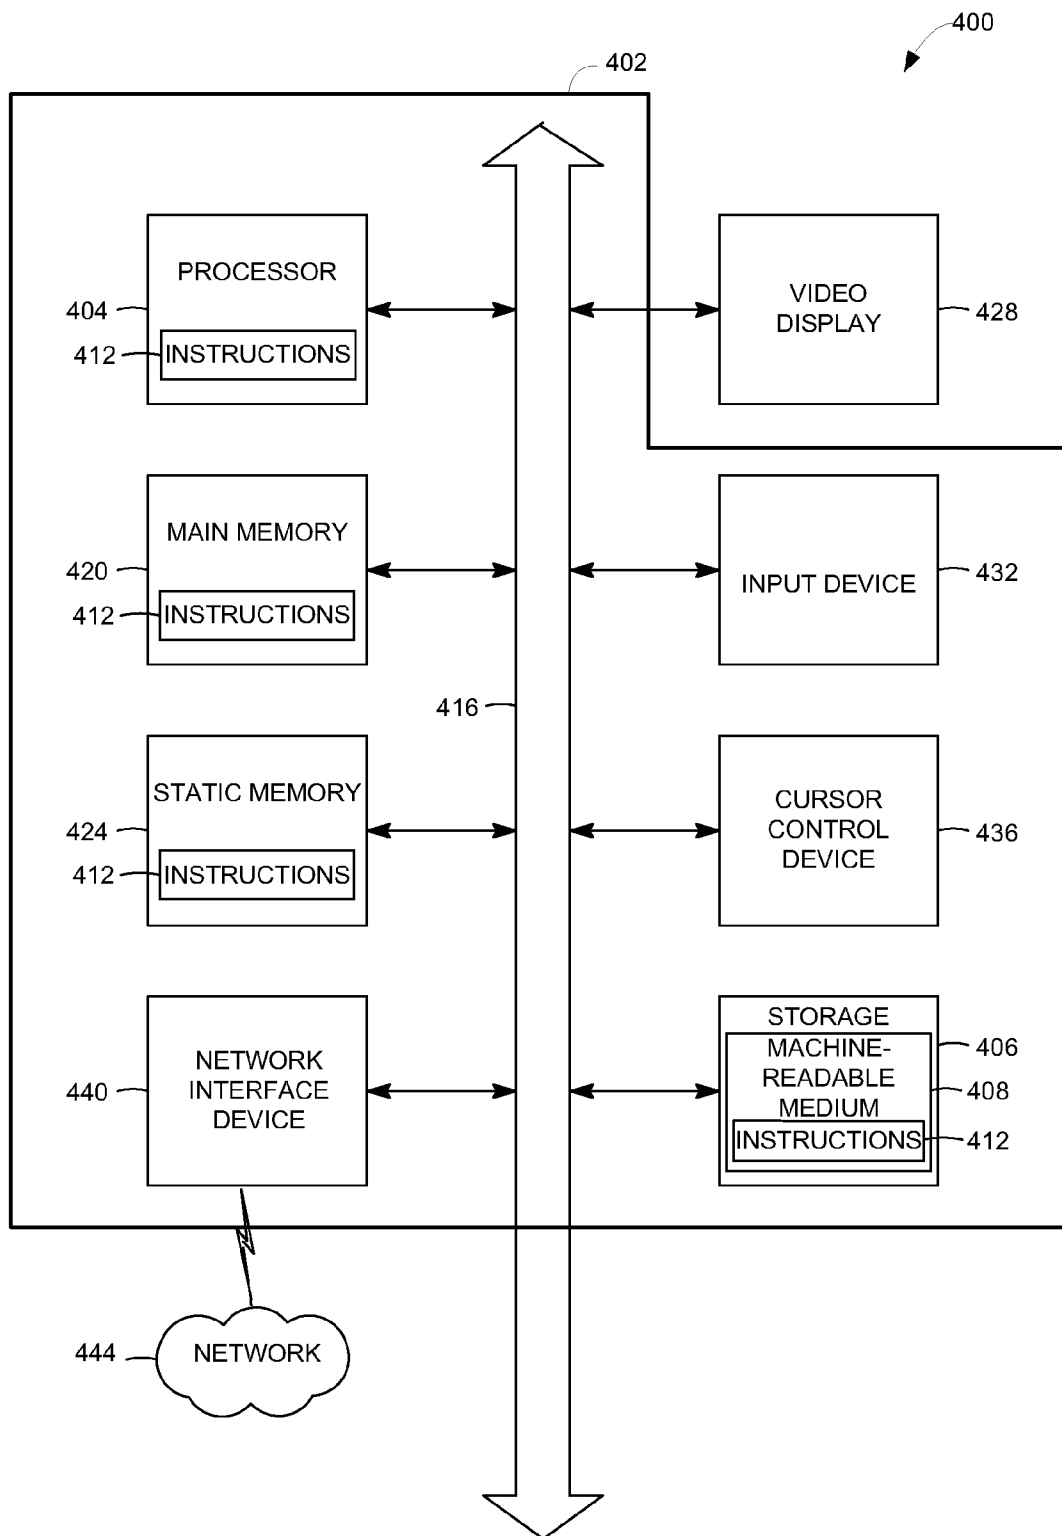 400
402
PROCESSOR
404
412
INSTRUCTIONS
VIDEO
DISPLAY
428
MAIN MEMORY
420
412
INSTRUCTIONS
INPUT DEVICE
432
416
STATIC MEMORY
424
412
INSTRUCTIONS
CURSOR
CONTROL
DEVICE
436
NETWORK
INTERFACE
DEVICE
440
STORAGE
MACHINE-
READABLE
MEDIUM
INSTRUCTIONS
406
408
412
444
NETWORK